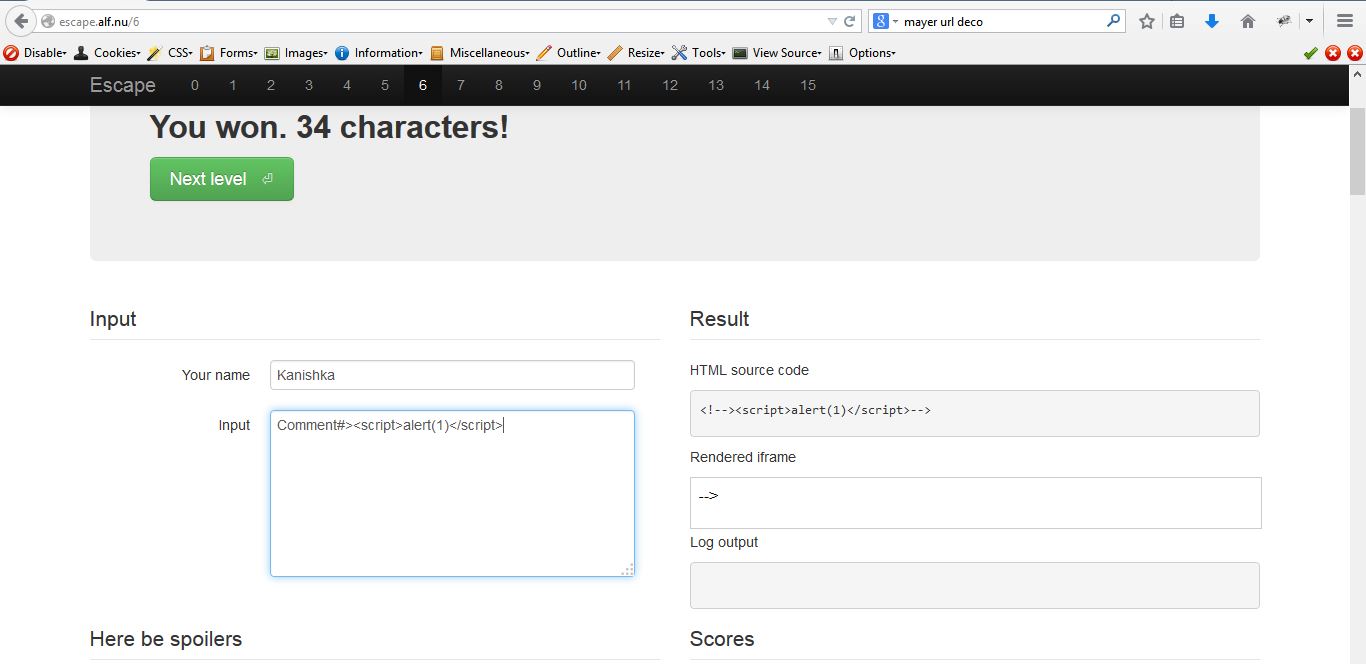 escape.alf.nu/6
8 mayer url deco
Disable Cookies CSS Forms Images Information Miscellaneous Outline Resize Tools View Source Options
Escape 0 1 2 3 4 5 6 7 8 9 10 11 12 13 14 15
You won. 34 characters!
Next level ⏎
Input
Your name Kanishka
Input Comment#><script>alert(1)</script>
Result
HTML source code
<!--><script>alert(1)</script>-->
Rendered iframe
-->
Log output
Here be spoilers
Scores